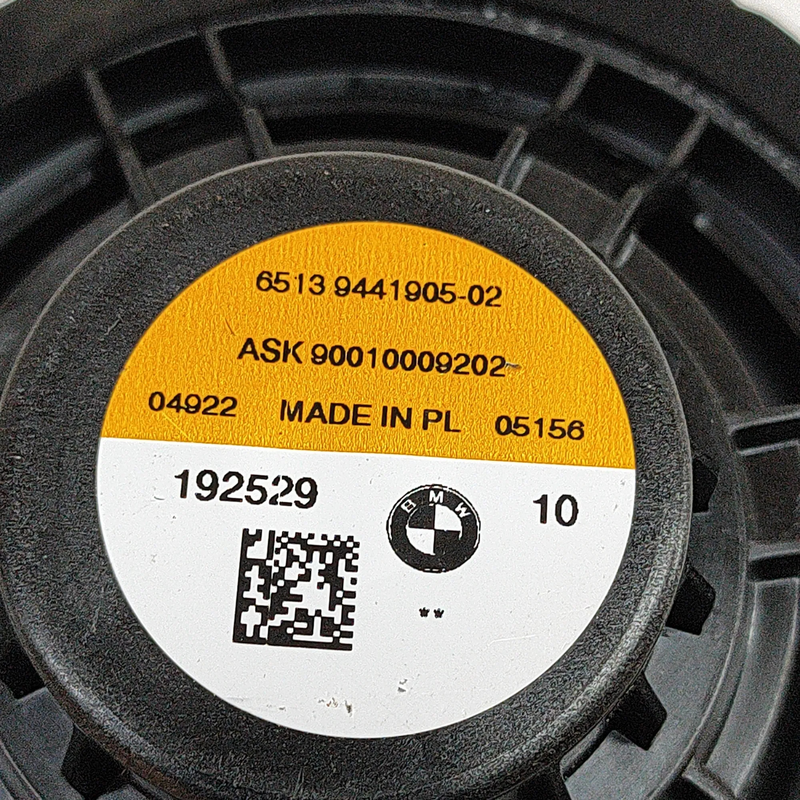 6513 9441905-02
ASK 90010009202-
04922 MADE IN PL 05156
192529 BMW 10
**